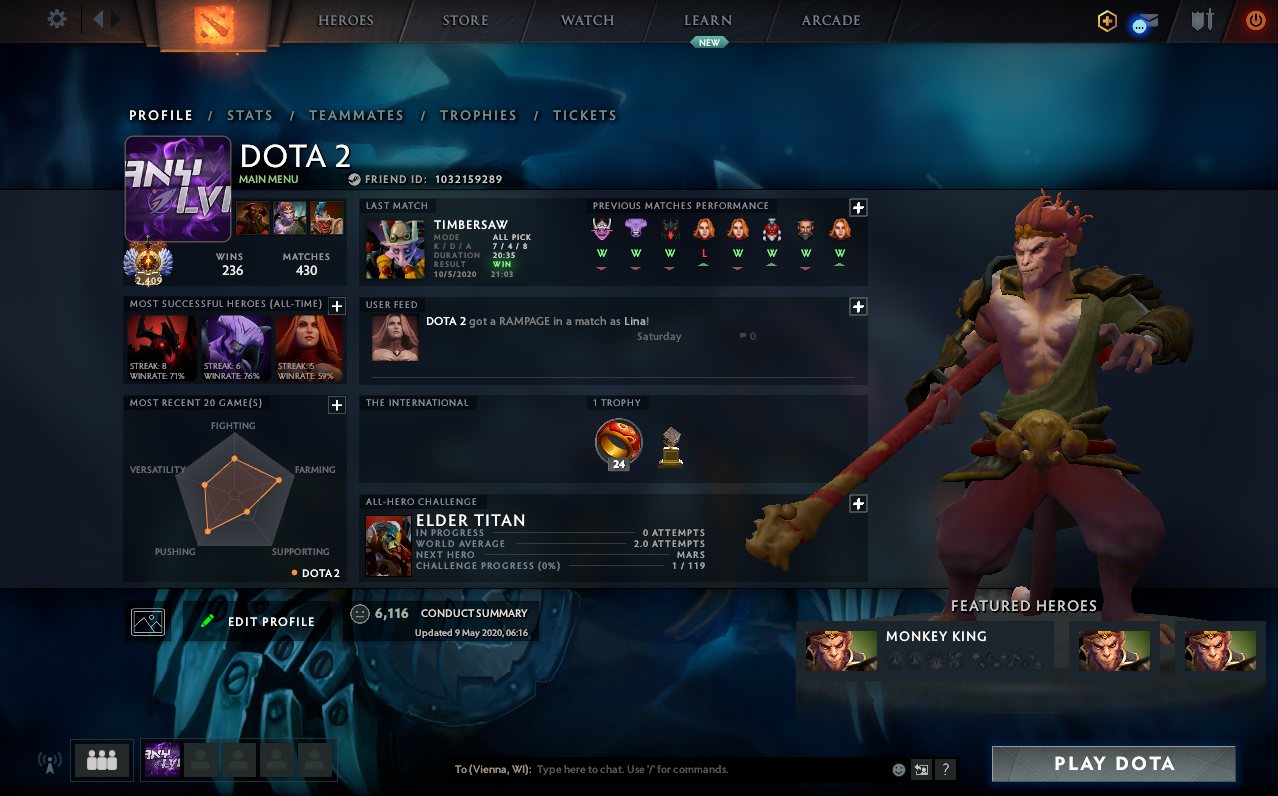 HEROES
STORE
WATCH
LEARN
ARCADE
NEW
PROFILE / STATS / TEAMMATES / TROPHIES / TICKETS
DOTA 2
MAIN MENU
FRIEND ID: 1032159289
WINS
236
MATCHES
430
2,409
LAST MATCH
TIMBERSAW
MODE ALL PICK
K / D / A 7 / 4 / 8
DURATION 20:35
RESULT WIN
10/5/2020 21:03
PREVIOUS MATCHES PERFORMANCE
W W W L W W W W
MOST SUCCESSFUL HEROES (ALL-TIME)
STREAK: 8
WINRATE: 71%
STREAK: 6
WINRATE: 76%
STREAK: 5
WINRATE: 59%
USER FEED
DOTA 2 got a RAMPAGE in a match as Lina!
Saturday
0
MOST RECENT 20 GAME(S)
FIGHTING
VERSATILITY
FARMING
PUSHING
SUPPORTING
DOTA 2
THE INTERNATIONAL
1 TROPHY
24
ALL-HERO CHALLENGE
ELDER TITAN
IN PROGRESS 0 ATTEMPTS
WORLD AVERAGE 2.0 ATTEMPTS
NEXT HERO MARS
CHALLENGE PROGRESS (0%) 1 / 119
EDIT PROFILE
6,116 CONDUCT SUMMARY
Updated 9 May 2020, 06:16
FEATURED HEROES
MONKEY KING
To (Vienna, WI): Type here to chat. Use '/' for commands.
?
PLAY DOTA